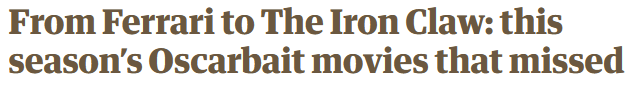 From Ferrari to The Iron Claw: this
season’s Oscarbait movies that missed